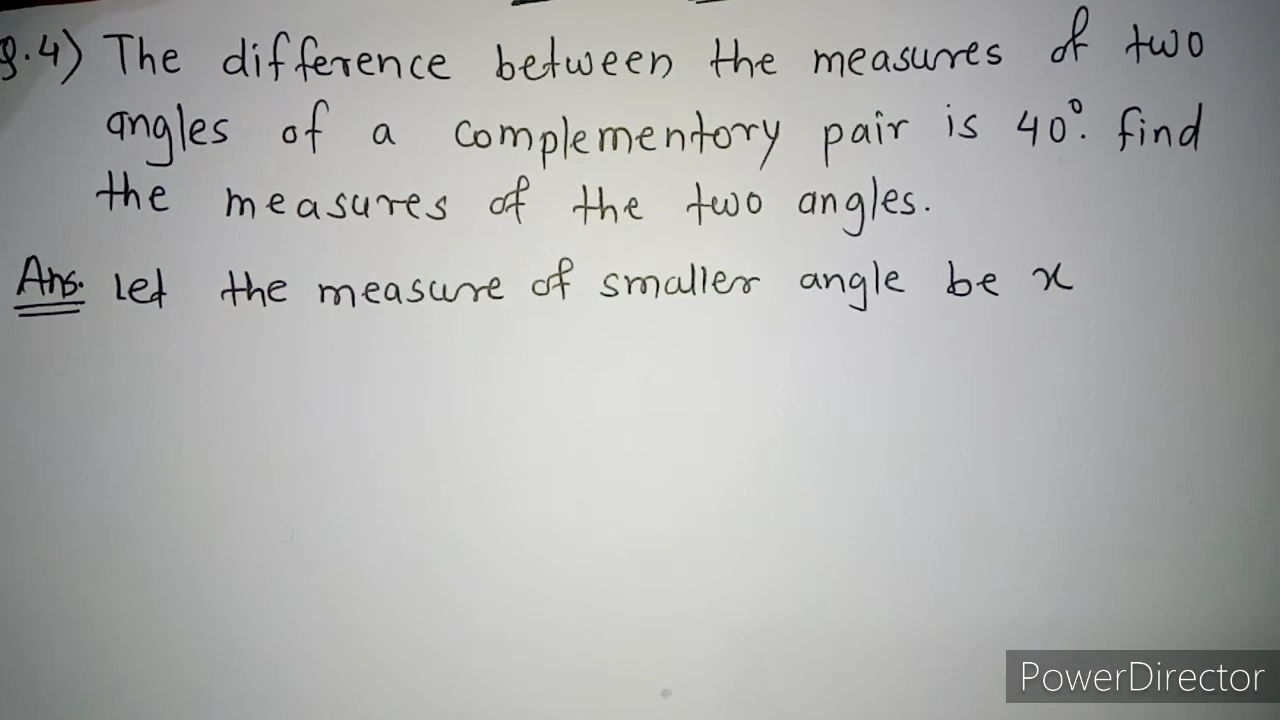 Q.4) The difference between the measures of two
angles of a complementory pair is 40°. find
the measures of the two angles.
Ans. Let the measure of smaller angle be x
PowerDirector